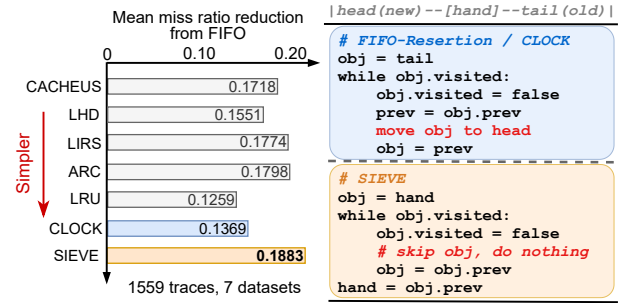 Mean miss ratio reduction
from FIFO
0 0.10 0.20
CACHEUS 0.1718
LHD 0.1551
LIRS 0.1774
ARC 0.1798
LRU 0.1259
CLOCK 0.1369
SIEVE 0.1883
Simpler
1559 traces, 7 datasets
|head(new)--[hand]--tail(old)|
# FIFO-Resertion / CLOCK
obj = tail
while obj.visited:
    obj.visited = false
    prev = obj.prev
    move obj to head
    obj = prev
# SIEVE
obj = hand
while obj.visited:
    obj.visited = false
    # skip obj, do nothing
    obj = obj.prev
hand = obj.prev